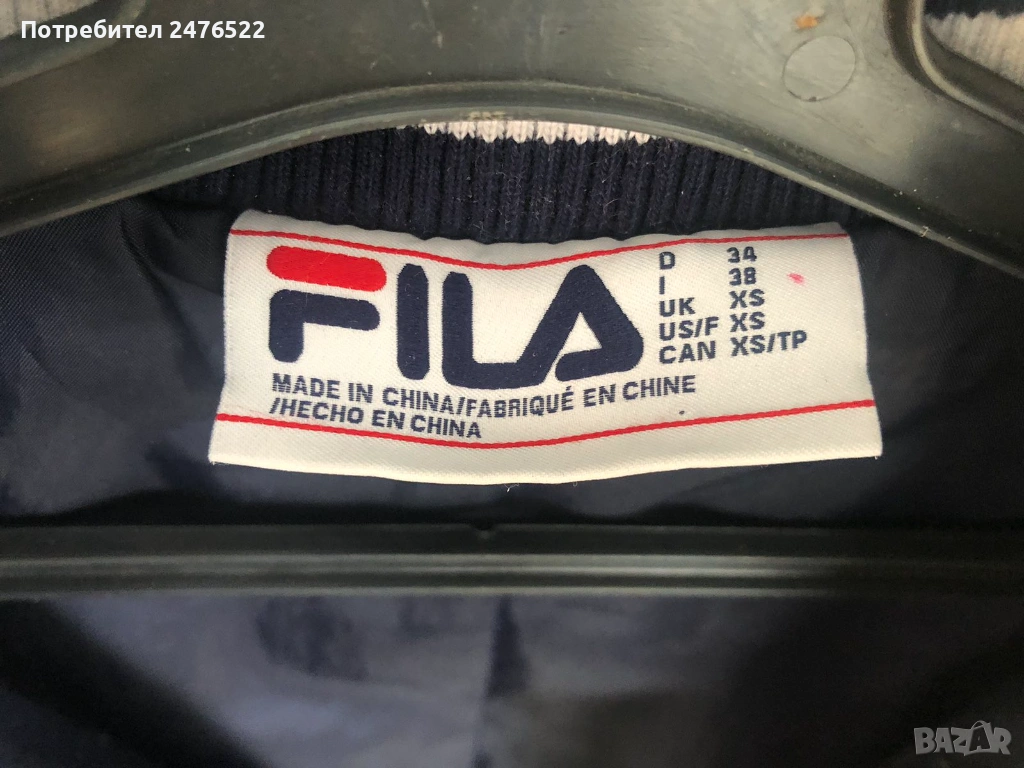 Потребител 2476522
FILA
D 34
I 38
UK XS
US/F XS
CAN XS/TP
MADE IN CHINA/FABRIQUÉ EN CHINE
/HECHO EN CHINA
BAZAR